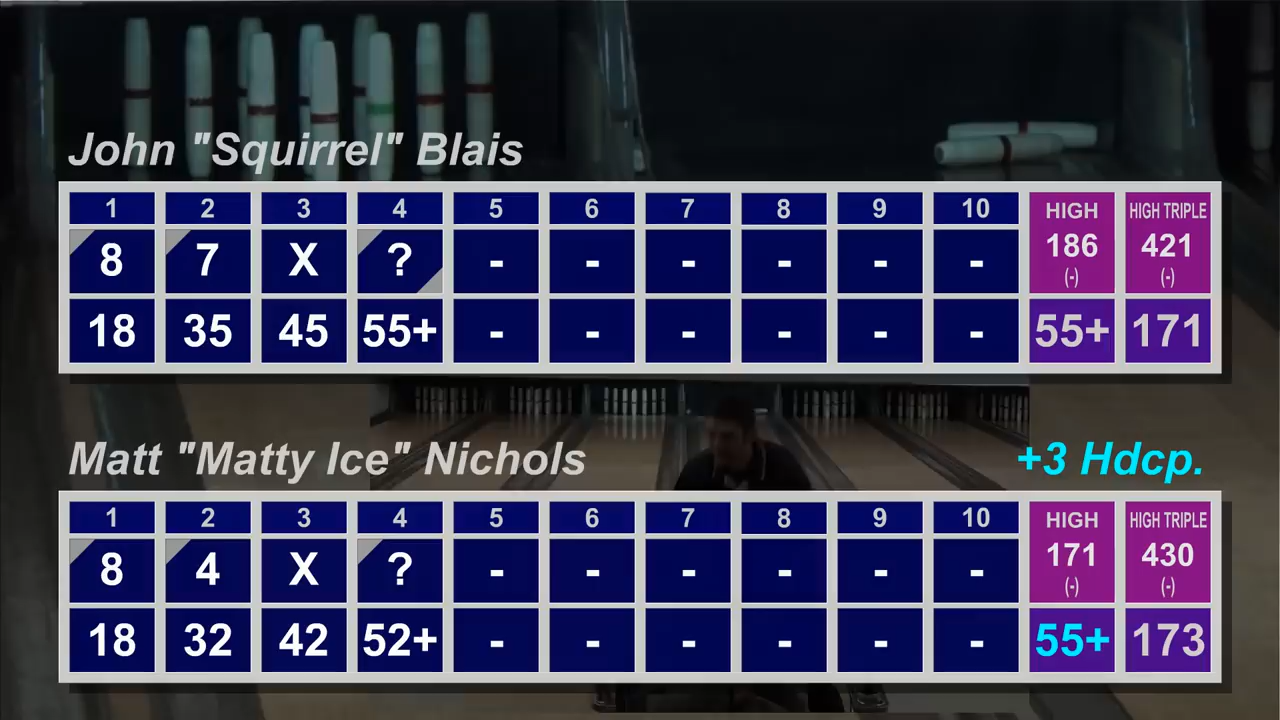 John "Squirrel" Blais
1 2 3 4 5 6 7 8 9 10 HIGH HIGH TRIPLE
8 7 X ? - - - - - - 186 421
(-) (-)
18 35 45 55+ - - - - - - 55+ 171
Matt "Matty Ice" Nichols +3 Hdcp.
1 2 3 4 5 6 7 8 9 10 HIGH HIGH TRIPLE
8 4 X ? - - - - - - 171 430
(-) (-)
18 32 42 52+ - - - - - - 55+ 173